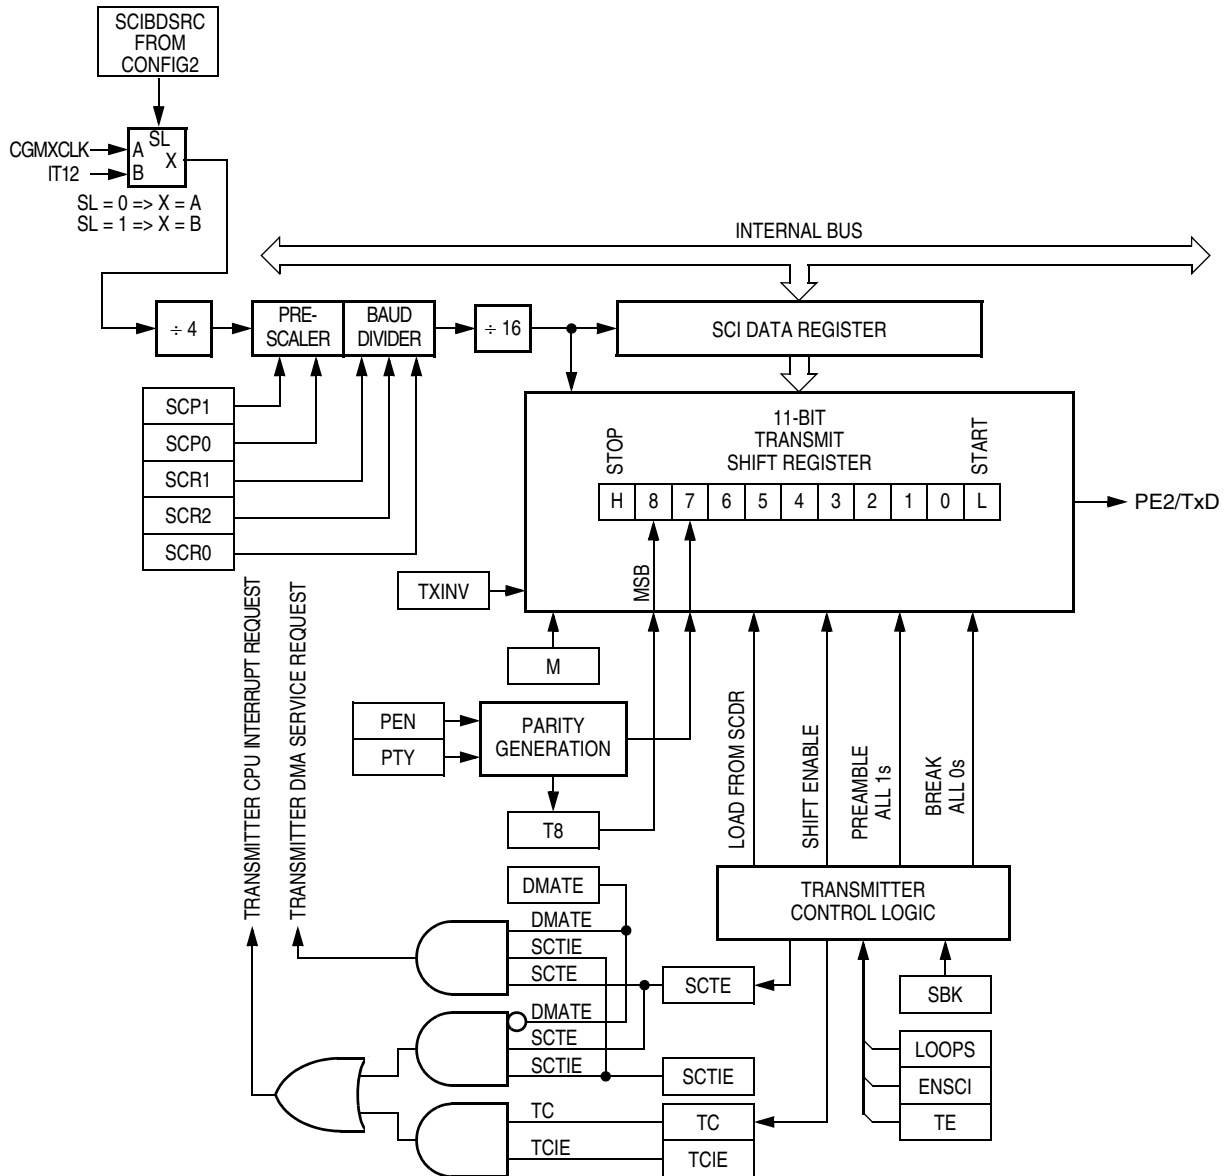 SCIBDSRC
FROM
CONFIG2
SL
CGMXCLK
A
X
IT12
B
SL = 0 => X = A
SL = 1 => X = B
INTERNAL BUS
÷ 4
PRE-
SCALER
BAUD
DIVIDER
÷ 16
SCI DATA REGISTER
SCP1
SCP0
SCR1
SCR2
SCR0
11-BIT
TRANSMIT
SHIFT REGISTER
STOP
START
H 8 7 6 5 4 3 2 1 0 L
PE2/TxD
MSB
TXINV
M
PEN
PTY
PARITY
GENERATION
T8
LOAD FROM SCDR
SHIFT ENABLE
PREAMBLE
ALL 1s
BREAK
ALL 0s
TRANSMITTER CPU INTERRUPT REQUEST
TRANSMITTER DMA SERVICE REQUEST
TRANSMITTER
CONTROL LOGIC
DMATE
DMATE
SCTIE
SCTE
SCTE
SBK
DMATE
SCTE
SCTIE
SCTIE
LOOPS
ENSCI
TE
TC
TC
TCIE
TCIE